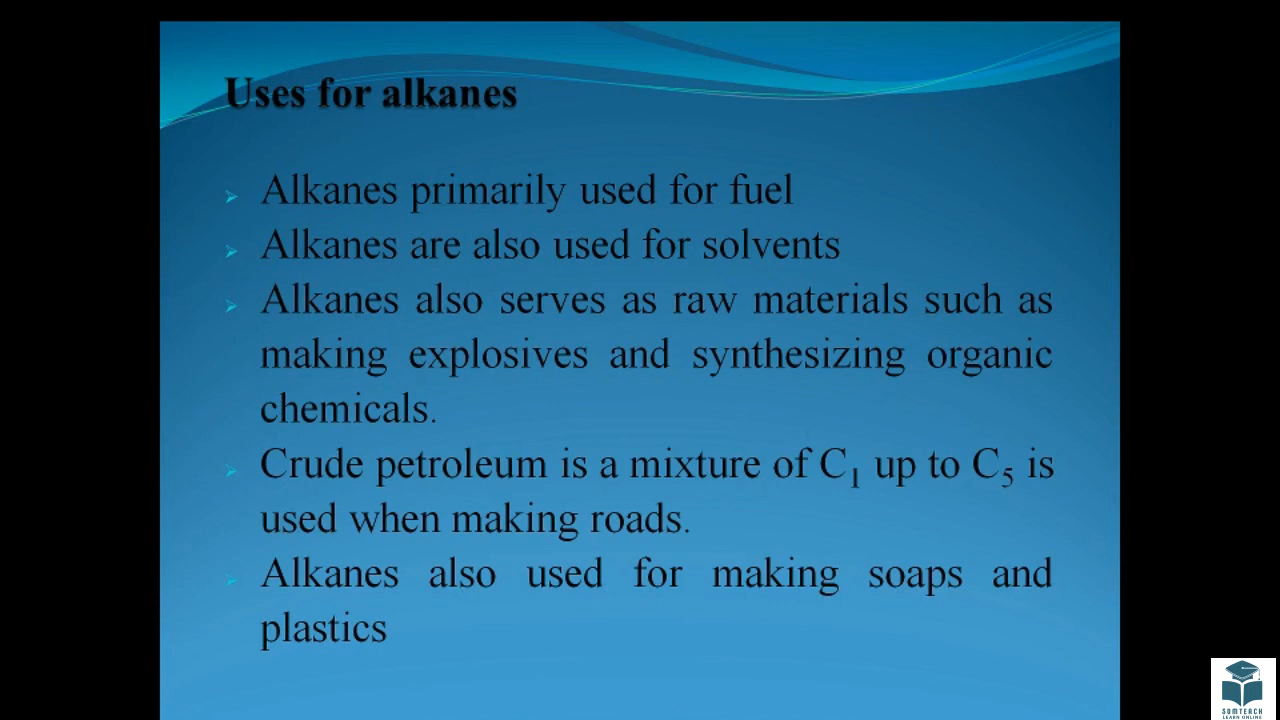 Uses for alkanes
Alkanes primarily used for fuel
Alkanes are also used for solvents
Alkanes also serves as raw materials such as
making explosives and synthesizing organic
chemicals.
Crude petroleum is a mixture of C₁ up to C₅ is
used when making roads.
Alkanes also used for making soaps and
plastics
SOMTEACH
LEARN ONLINE